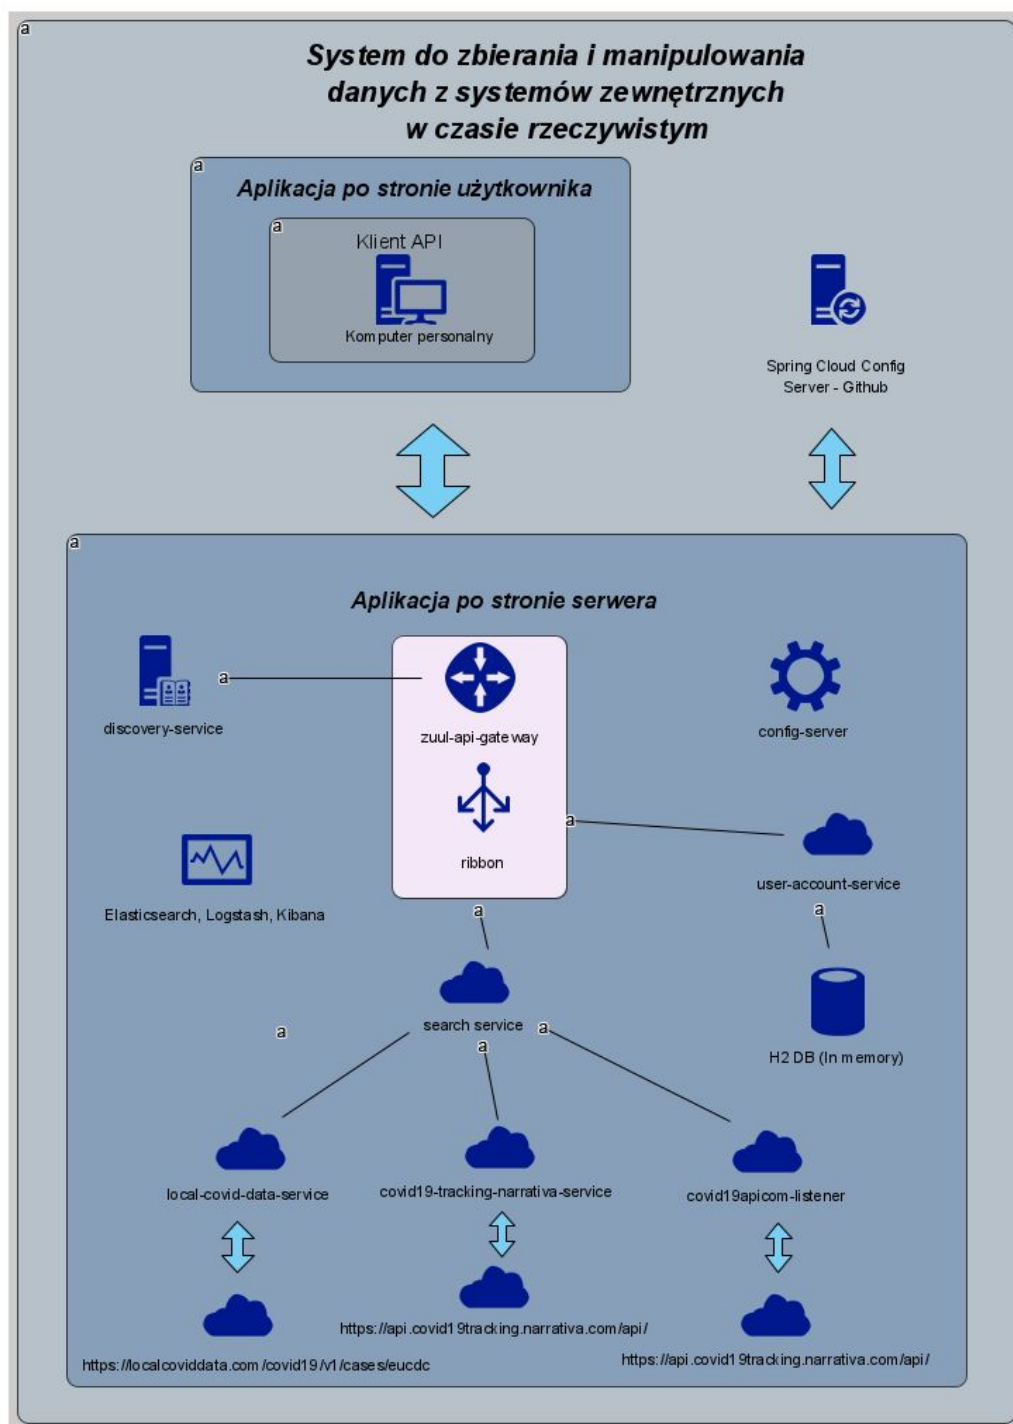 a
System do zbierania i manipulowania
danych z systemów zewnętrznych
w czasie rzeczywistym
a
Aplikacja po stronie użytkownika
a
Klient API
Komputer personalny
Spring Cloud Config
Server - Github
a
Aplikacja po stronie serwera
a
discovery-service
zuul-api-gateway
config-server
ribbon
a
user-account-service
Elasticsearch, Logstash, Kibana
a
a
search service
a
a
a
H2 DB (In memory)
local-covid-data-service
covid19-tracking-narrativa-service
covid19apicom-listener
https://api.covid19tracking.narrativa.com/api/
https://localcoviddata.com/covid19/v1/cases/eucdc
https://api.covid19tracking.narrativa.com/api/